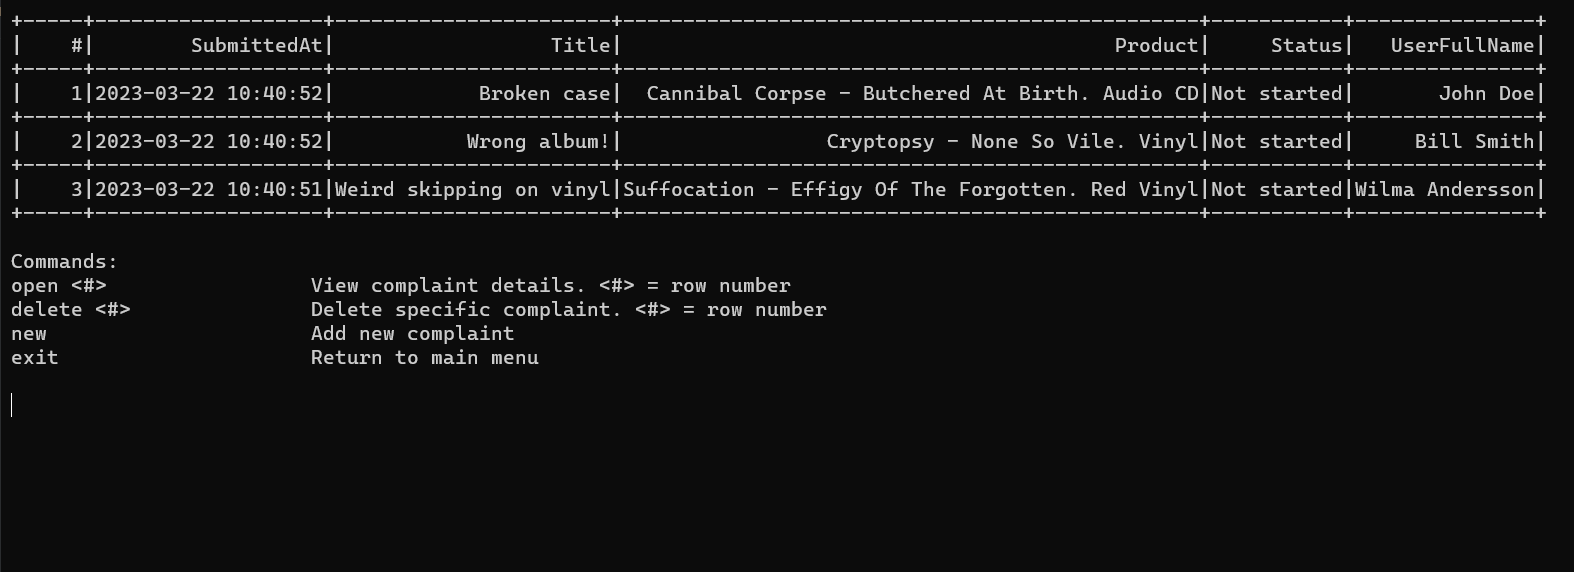 +-----+-------------------+-----------------------+------------------------------------------------+-----------+---------------+
|    #|        SubmittedAt|                  Title|                                         Product|     Status|   UserFullName|
+-----+-------------------+-----------------------+------------------------------------------------+-----------+---------------+
|    1|2023-03-22 10:40:52|            Broken case|  Cannibal Corpse - Butchered At Birth. Audio CD|Not started|       John Doe|
+-----+-------------------+-----------------------+------------------------------------------------+-----------+---------------+
|    2|2023-03-22 10:40:52|           Wrong album!|                 Cryptopsy - None So Vile. Vinyl|Not started|     Bill Smith|
+-----+-------------------+-----------------------+------------------------------------------------+-----------+---------------+
|    3|2023-03-22 10:40:51|Weird skipping on vinyl|Suffocation - Effigy Of The Forgotten. Red Vinyl|Not started|Wilma Andersson|
+-----+-------------------+-----------------------+------------------------------------------------+-----------+---------------+
Commands:
open <#>                 View complaint details. <#> = row number
delete <#>               Delete specific complaint. <#> = row number
new                      Add new complaint
exit                     Return to main menu